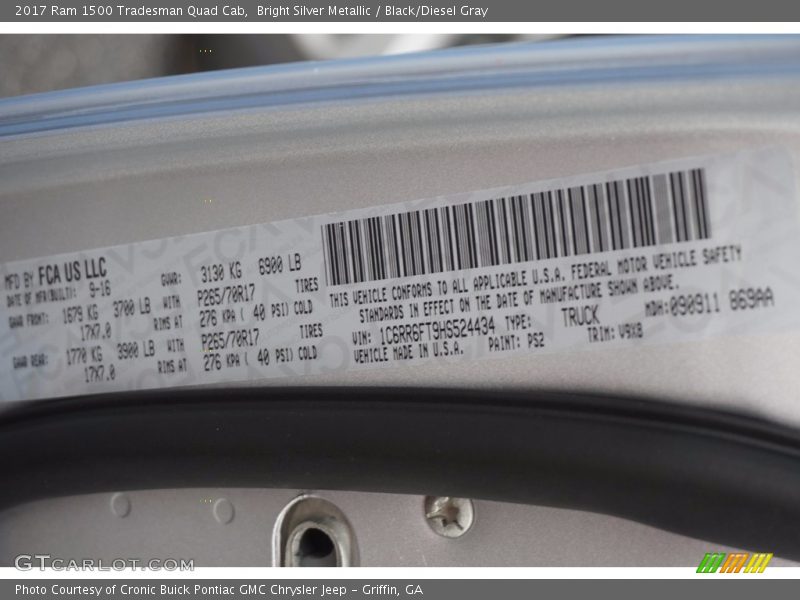 2017 Ram 1500 Tradesman Quad Cab,  Bright Silver Metallic / Black/Diesel Gray
MFD BY FCA US LLC
DATE OF MFR(BUILT): 9-16
GVWR: 3130 KG 6900 LB
GAWR FRONT: 1679 KG 3700 LB WITH P265/70R17 TIRES
17X7.0 RIMS AT 276 KPA ( 40 PSI) COLD
GAWR REAR: 1770 KG 3900 LB WITH P265/70R17 TIRES
17X7.0 RIMS AT 276 KPA ( 40 PSI) COLD
THIS VEHICLE CONFORMS TO ALL APPLICABLE U.S.A. FEDERAL MOTOR VEHICLE SAFETY
STANDARDS IN EFFECT ON THE DATE OF MANUFACTURE SHOWN ABOVE.
VIN: 1C6RR6FT9HS524434 TYPE: TRUCK MDH:090911 869AA
VEHICLE MADE IN U.S.A. PAINT: PS2 TRIM: V9X8
GTCARLOT.COM
Photo Courtesy of Cronic Buick Pontiac GMC Chrysler Jeep - Griffin, GA